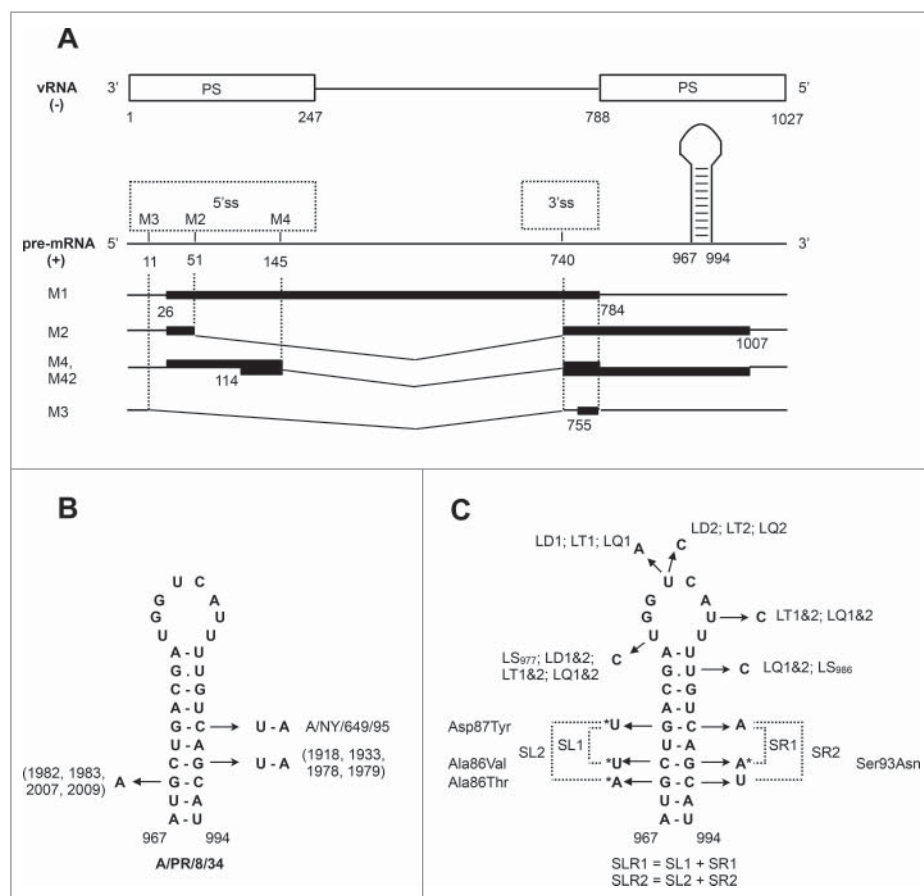 A
vRNA
(-)
3' PS PS 5'
1 247 788 1027
5'ss 3'ss
M3 M2 M4
pre-mRNA
(+)
5' 3'
11 51 145 740 967 994
M1
26 784
M2
1007
M4,
M42
114
M3
755
B
U C
G A
G U
U U
A - U
G . U
C - G
A - U
G - C U - A A/NY/649/95
U - A
C - G U - A (1918, 1933,
1978, 1979)
(1982, 1983,
2007, 2009) A G - C
U - A
A - U
967 994
A/PR/8/34
C
LD1; LT1; LQ1 A C LD2; LT2; LQ2
U C
G A
G U C LT1&2; LQ1&2
U U
LS977; LD1&2;
LT1&2; LQ1&2 C
A - U
G . U C LQ1&2; LS986
C - G
A - U
Asp87Tyr *U G - C A
SL2 SL1 U - A SR1 SR2
Ala86Val *U C - G A* Ser93Asn
Ala86Thr *A G - C U
U - A
A - U
967 994
SLR1 = SL1 + SR1
SLR2 = SL2 + SR2